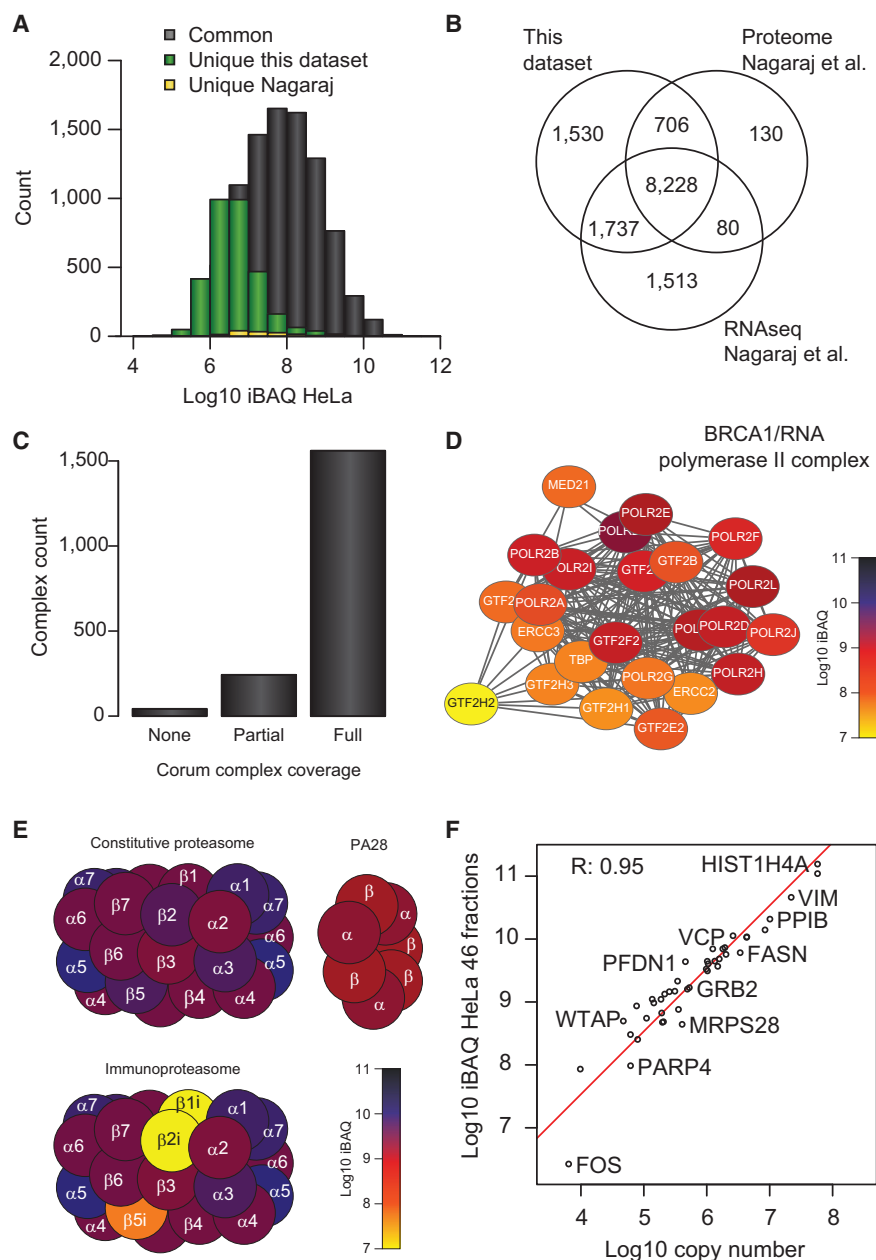 A
Common
Unique this dataset
Unique Nagaraj
2,000
1,500
1,000
500
0
Count
4 6 8 10 12
Log10 iBAQ HeLa
B
This
dataset
Proteome
Nagaraj et al.
1,530
706
130
8,228
1,737
80
1,513
RNAseq
Nagaraj et al.
C
1,500
1,000
500
0
Complex count
None Partial Full
Corum complex coverage
D
BRCA1/RNA
polymerase II complex
MED21
POLR2E
POLR2F
POLR2B
GTF2B
POLR2L
POLR2A
ERCC3
GTF2F2
POLR2D
POLR2J
TBP
POLR2H
GTF2H3
POLR2G
ERCC2
GTF2H2
GTF2H1
GTF2E2
11
10
9
8
7
Log10 iBAQ
E
Constitutive proteasome
α7 β1 α1
β7 β2 α2 α7
α6 α6
β6 β3 α3
α5 α5
β5 β4 α4
α4
PA28
β
α
α
β
β
β
α
Immunoproteasome
α7 β1i α1
β7 β2i α2 α7
α6 α6
β6 β3 α3
α5 α5
β5i β4 α4
α4
11
10
9
8
7
Log10 iBAQ
F
R: 0.95
HIST1H4A
VIM
PPIB
VCP
FASN
PFDN1
GRB2
WTAP
MRPS28
PARP4
FOS
11
10
9
8
7
Log10 iBAQ HeLa 46 fractions
4 5 6 7 8
Log10 copy number